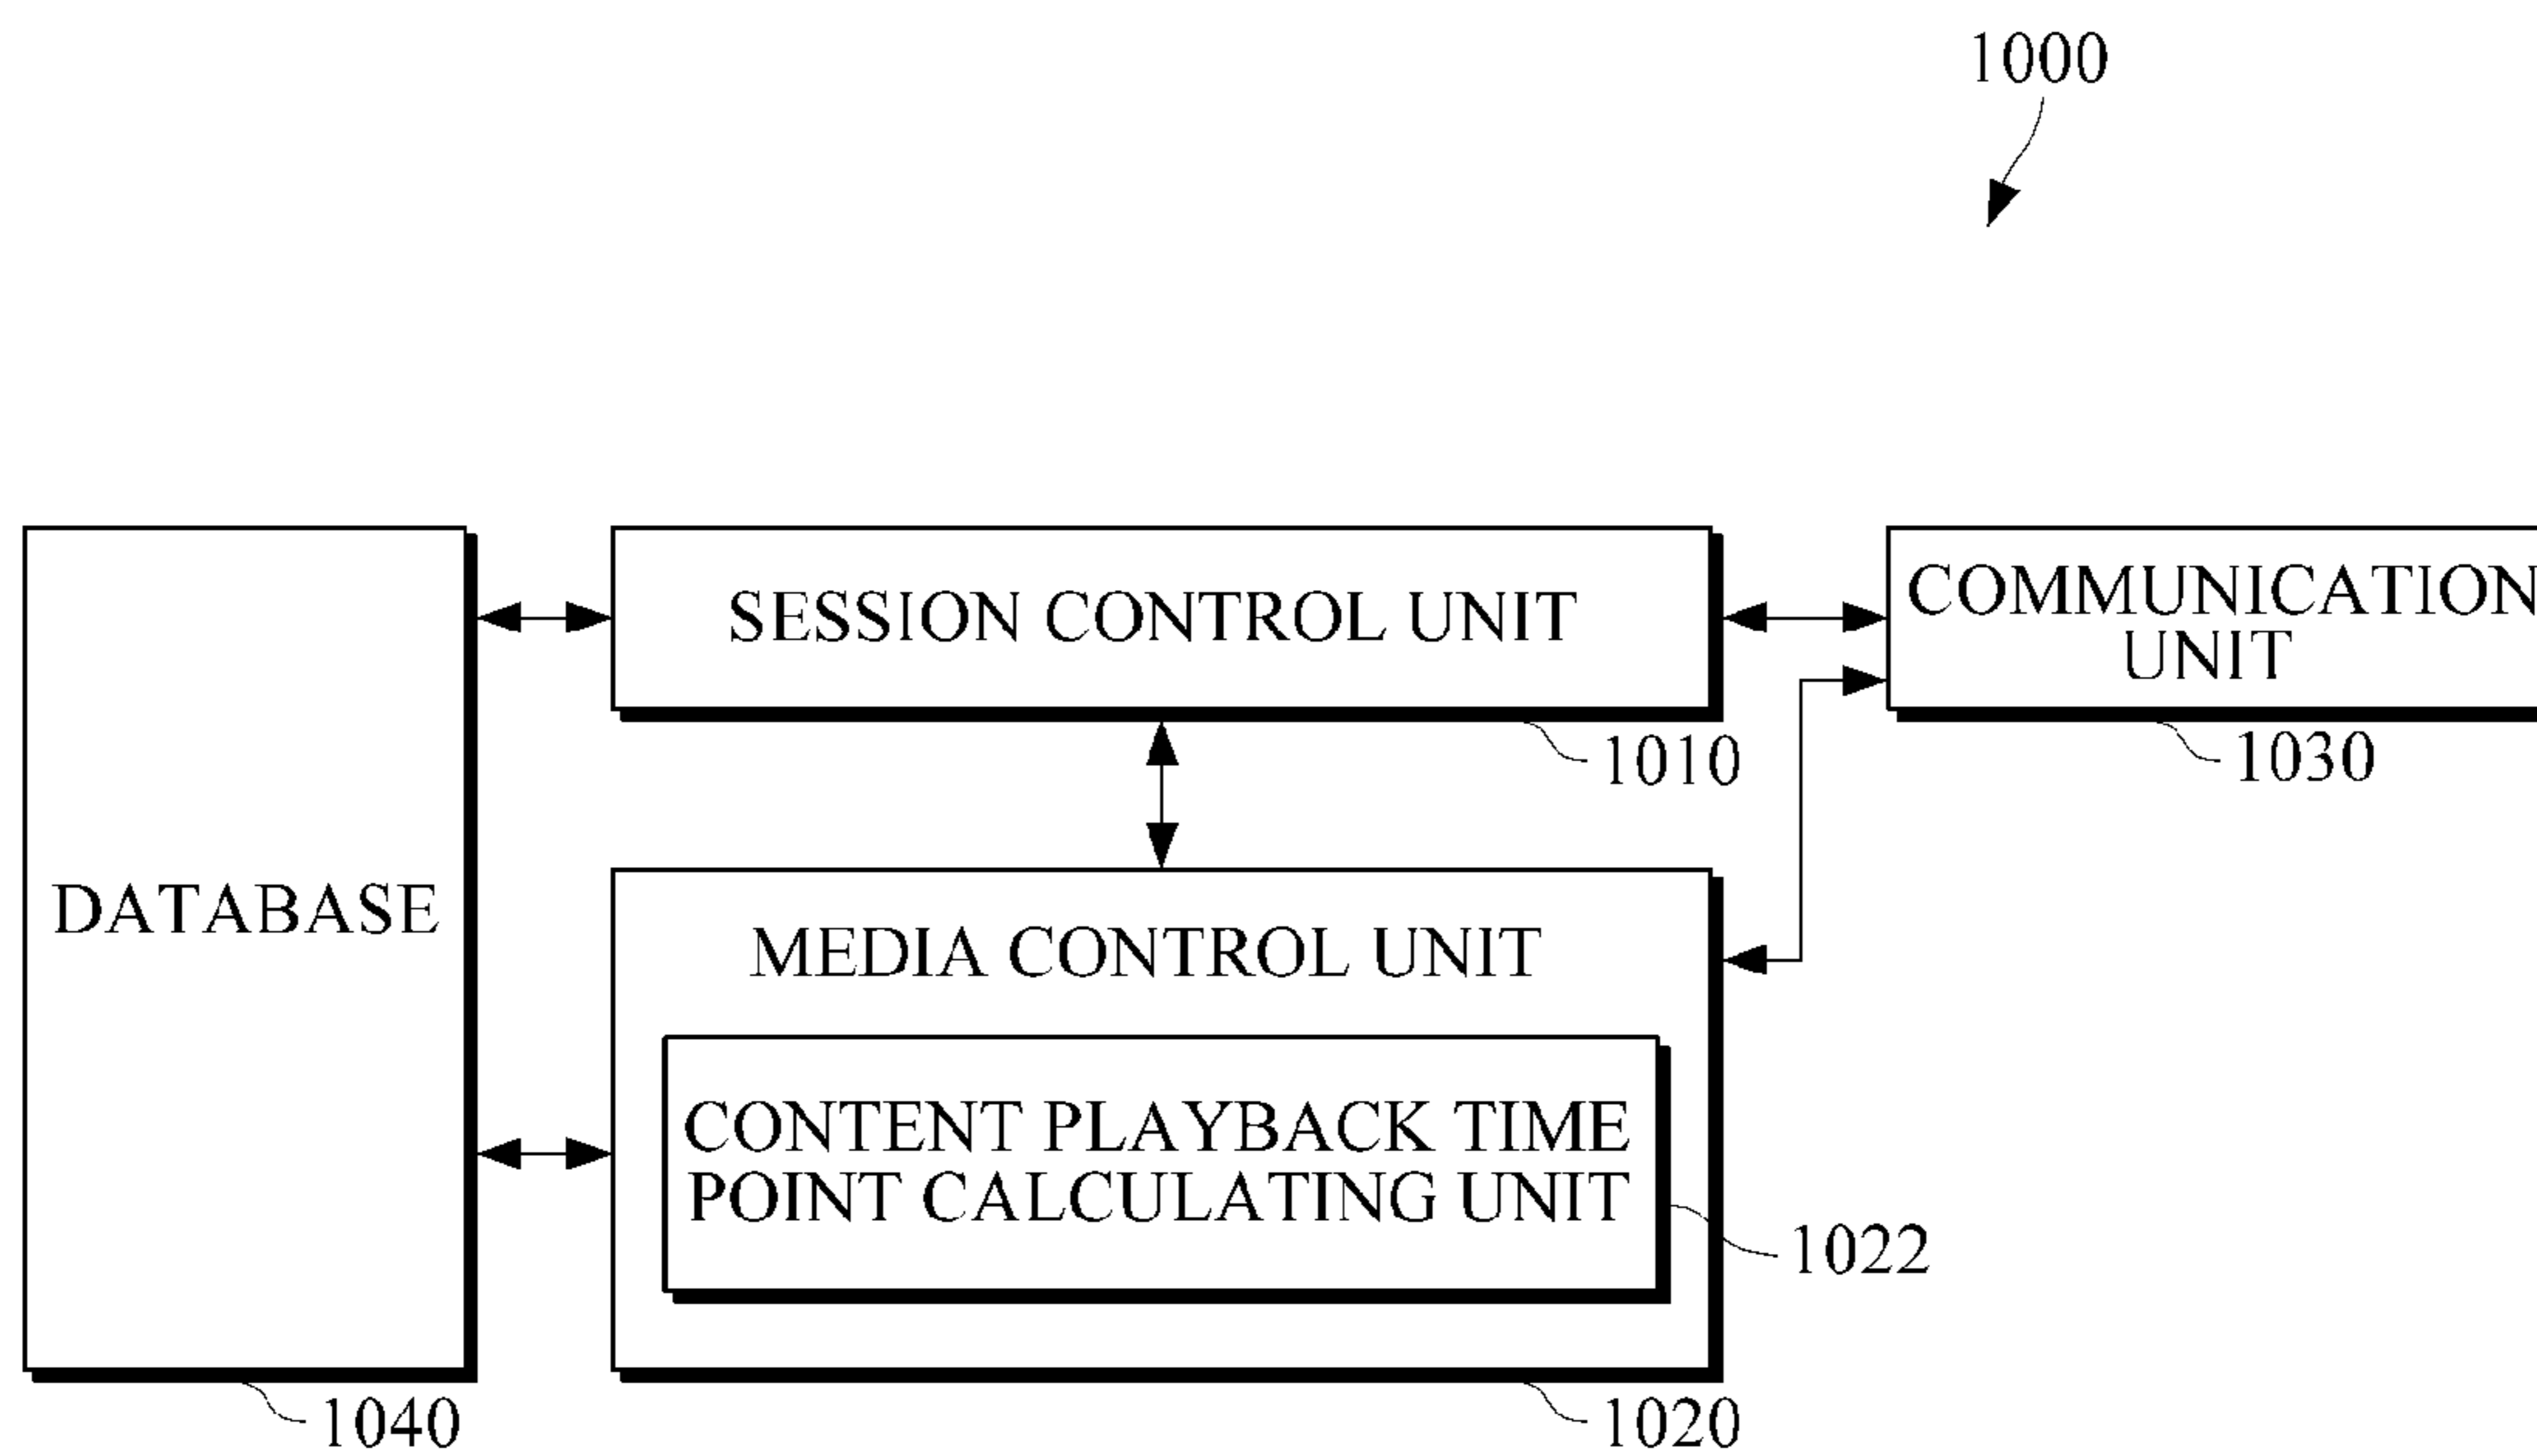 1000
SESSION CONTROL UNIT
COMMUNICATION
UNIT
1010
1030
DATABASE
MEDIA CONTROL UNIT
CONTENT PLAYBACK TIME
POINT CALCULATING UNIT
1022
1040
1020